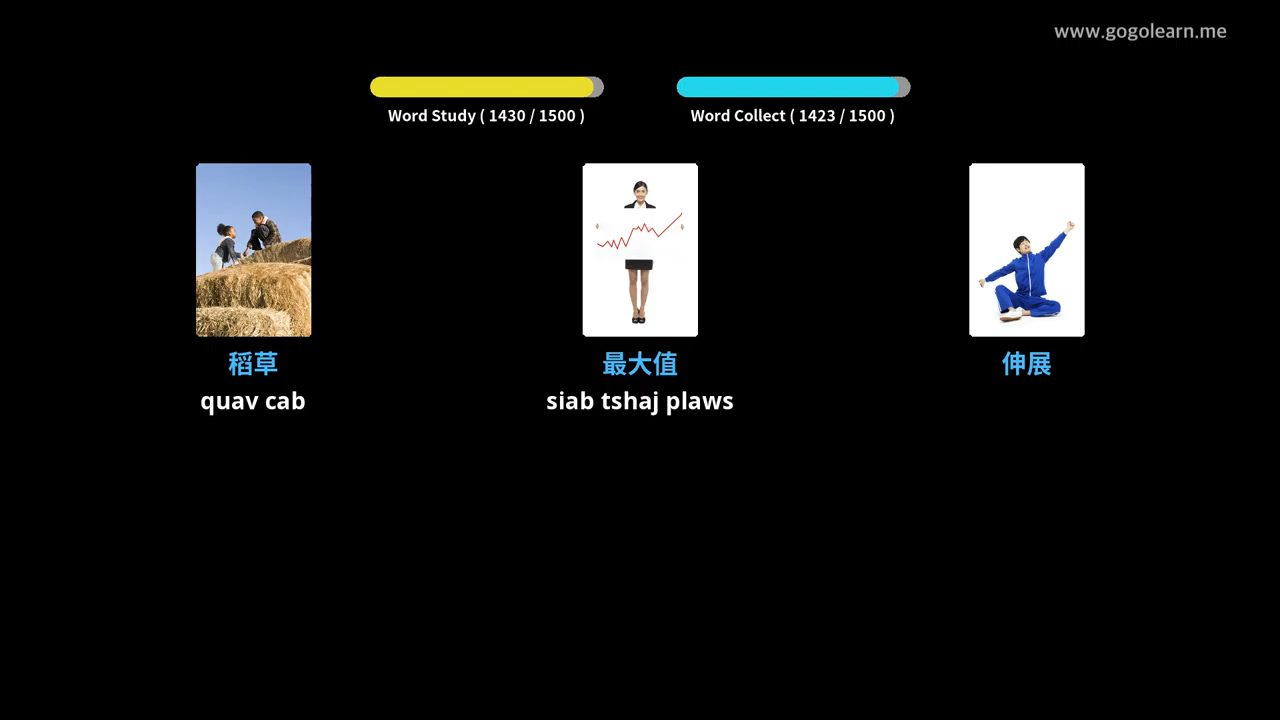 www.gogolearn.me
Word Study ( 1430 / 1500 )
Word Collect ( 1423 / 1500 )
稻草
quav cab
最大值
siab tshaj plaws
伸展